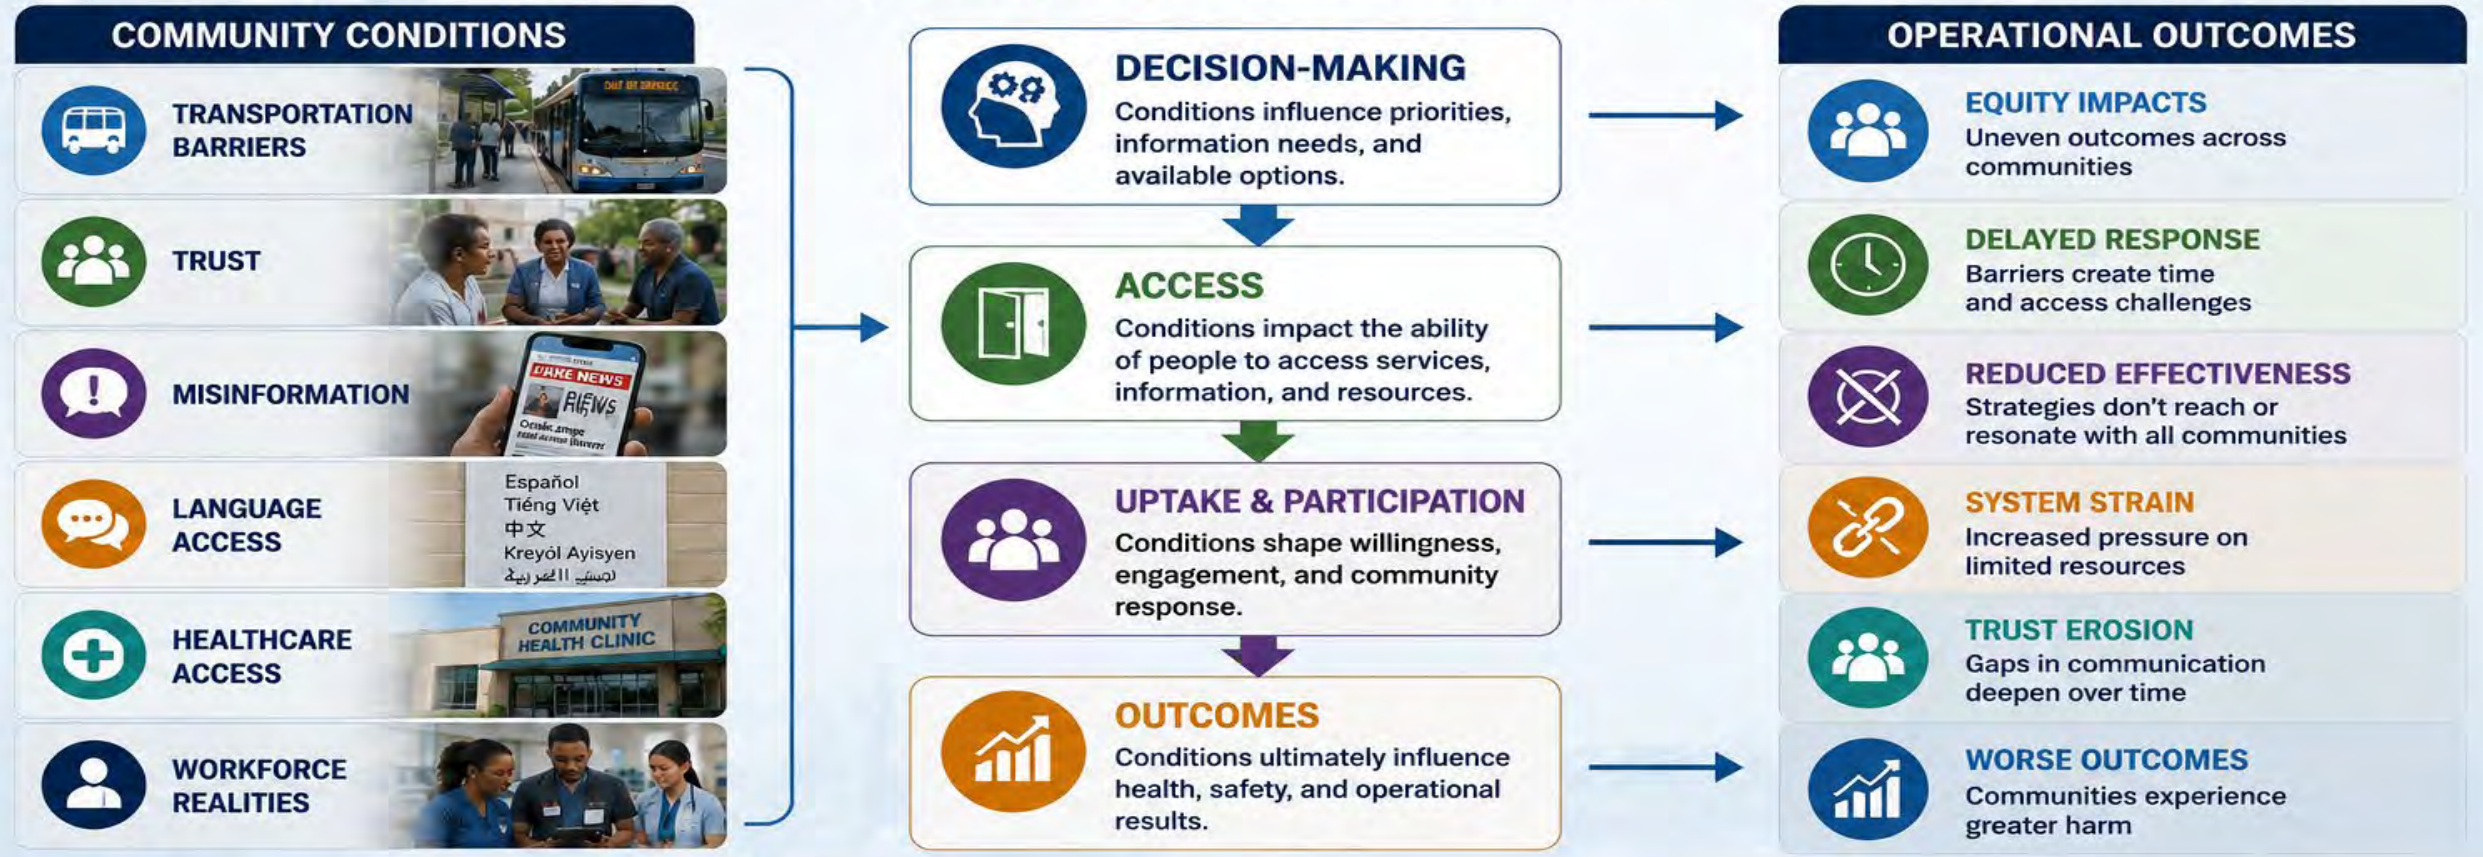 COMMUNITY CONDITIONS
TRANSPORTATION
BARRIERS
TRUST
MISINFORMATION
NEWS
LANGUAGE
ACCESS
Español
Tiéng Việt
中文
Kreyól Ayisyen
HEALTHCARE
ACCESS
COMMUNITY
HEALTH CLINIC
WORKFORCE
REALITIES
DECISION-MAKING
Conditions influence priorities,
information needs, and
available options.
ACCESS
Conditions impact the ability
of people to access services,
information, and resources.
UPTAKE & PARTICIPATION
Conditions shape willingness,
engagement, and community
response.
OUTCOMES
Conditions ultimately influence
health, safety, and operational
results.
OPERATIONAL OUTCOMES
EQUITY IMPACTS
Uneven outcomes across
communities
DELAYED RESPONSE
Barriers create time
and access challenges
REDUCED EFFECTIVENESS
Strategies don't reach or
resonate with all communities
SYSTEM STRAIN
Increased pressure on
limited resources
TRUST EROSION
Gaps in communication
deepen over time
WORSE OUTCOMES
Communities experience
greater harm